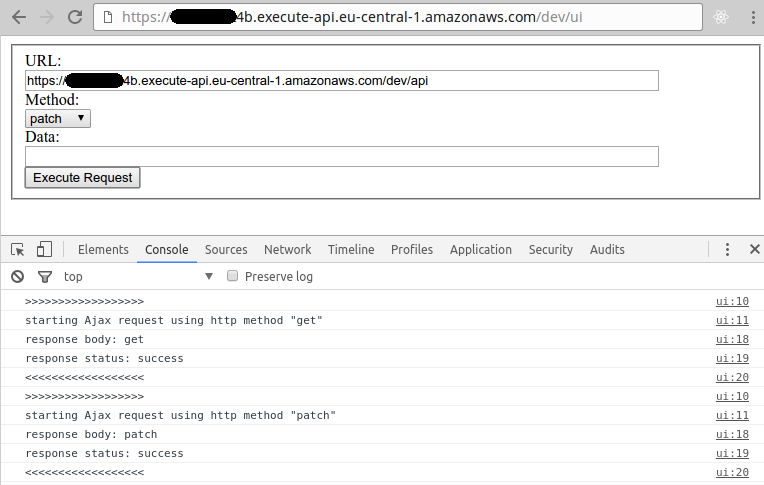 https://4b.execute-api.eu-central-1.amazonaws.com/dev/ui
URL:
https://4b.execute-api.eu-central-1.amazonaws.com/dev/api
Method:
patch
Data:
Execute Request
Elements Console Sources Network Timeline Profiles Application Security Audits
top Preserve log
>>>>>>>>>>>>>>>>>> ui:10
starting Ajax request using http method "get" ui:11
response body: get ui:18
response status: success ui:19
<<<<<<<<<<<<<<<<<< ui:20
>>>>>>>>>>>>>>>>>> ui:10
starting Ajax request using http method "patch" ui:11
response body: patch ui:18
response status: success ui:19
<<<<<<<<<<<<<<<<<< ui:20